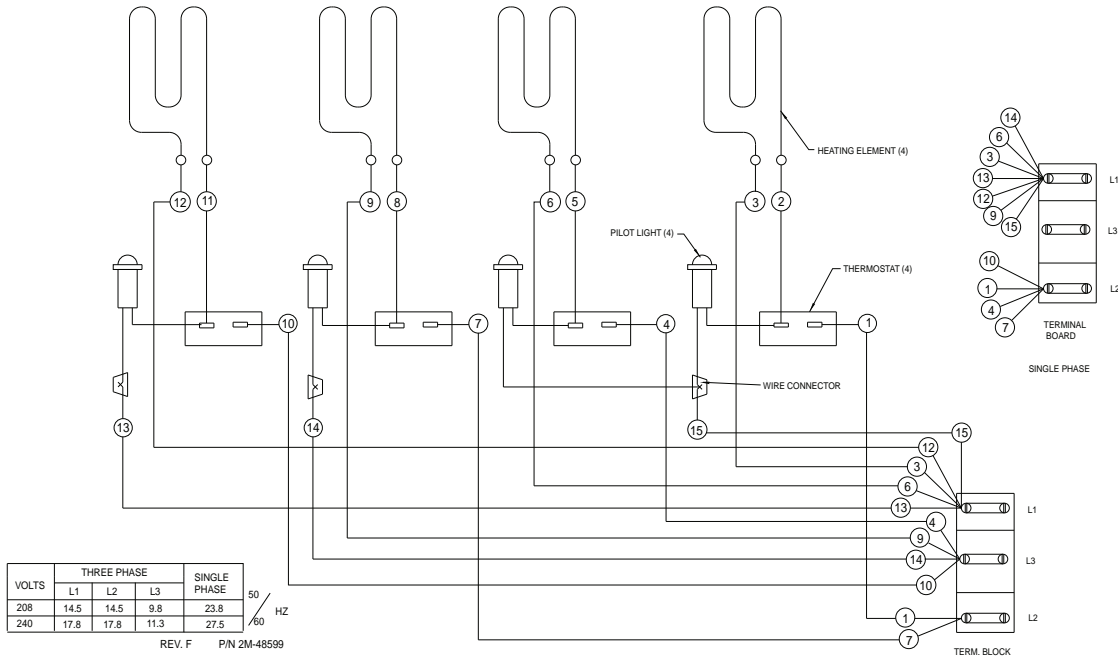 14
6
3
13
12
9
15
L1
L3
10
1
4
7
L2
TERMINAL
BOARD
SINGLE PHASE
HEATING ELEMENT (4)
12
11
9
8
6
5
3
2
PILOT LIGHT (4)
THERMOSTAT (4)
10
7
4
1
WIRE CONNECTOR
13
14
15
15
12
3
6
13
L1
4
9
14
10
L3
1
7
L2
TERM. BLOCK
VOLTS THREE PHASE SINGLE PHASE
L1 L2 L3
208 14.5 14.5 9.8 23.8
240 17.8 17.8 11.3 27.5
50/60 HZ
REV. F P/N 2M-48599